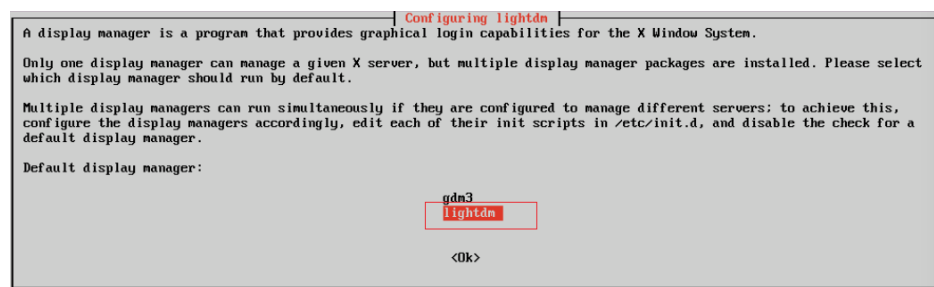 Configuring lightdm
A display manager is a program that provides graphical login capabilities for the X Window System.
Only one display manager can manage a given X server, but multiple display manager packages are installed. Please select
which display manager should run by default.
Multiple display managers can run simultaneously if they are configured to manage different servers; to achieve this,
configure the display managers accordingly, edit each of their init scripts in /etc/init.d, and disable the check for a
default display manager.
Default display manager:
gdm3
lightdm
<Ok>